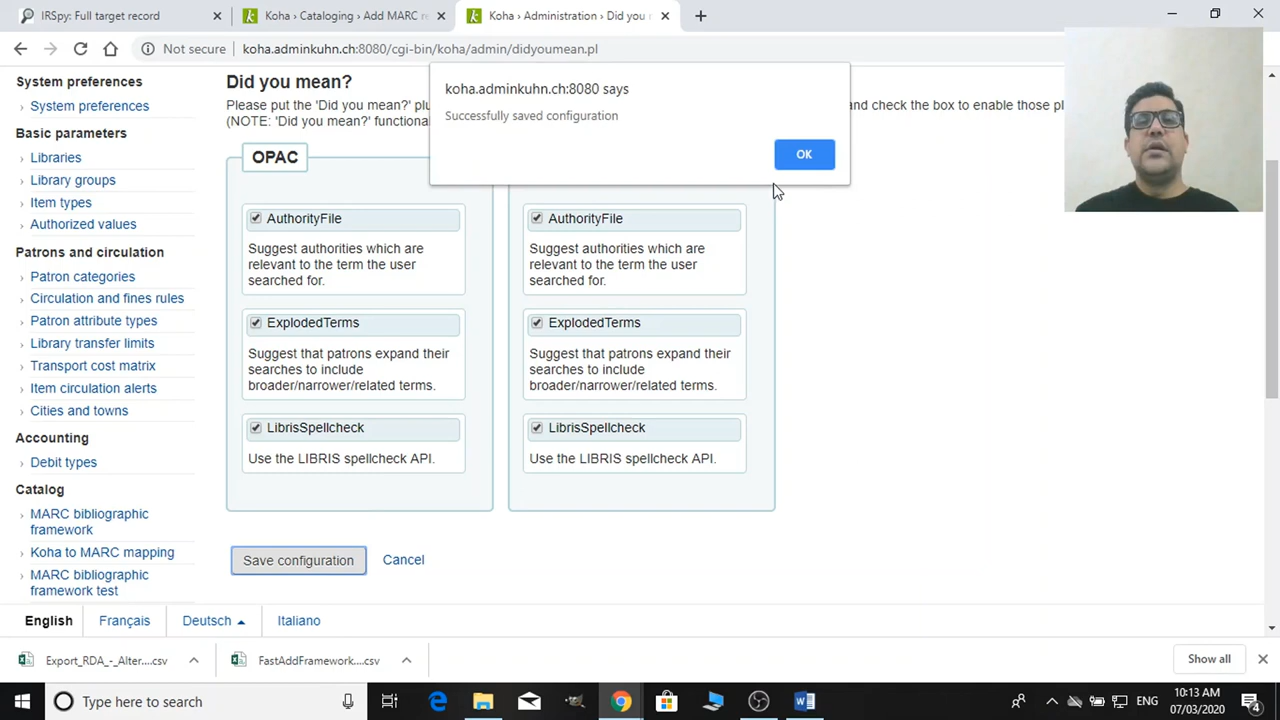 IRSpy: Full target record
Koha › Cataloging › Add MARC re
Koha › Administration › Did you
Not secure
koha.adminkuhn.ch:8080/cgi-bin/koha/admin/didyoumean.pl
System preferences
System preferences
Basic parameters
Libraries
Library groups
Item types
Authorized values
Patrons and circulation
Patron categories
Circulation and fines rules
Patron attribute types
Library transfer limits
Transport cost matrix
Item circulation alerts
Cities and towns
Accounting
Debit types
Catalog
MARC bibliographic
framework
Koha to MARC mapping
MARC bibliographic
framework test
Did you mean?
Please put the 'Did you mean?' plu
and check the box to enable those pl
(NOTE: 'Did you mean?' functional
koha.adminkuhn.ch:8080 says
Successfully saved configuration
OK
OPAC
AuthorityFile
Suggest authorities which are
relevant to the term the user
searched for.
ExplodedTerms
Suggest that patrons expand their
searches to include
broader/narrower/related terms.
LibrisSpellcheck
Use the LIBRIS spellcheck API.
AuthorityFile
Suggest authorities which are
relevant to the term the user
searched for.
ExplodedTerms
Suggest that patrons expand their
searches to include
broader/narrower/related terms.
LibrisSpellcheck
Use the LIBRIS spellcheck API.
Save configuration
Cancel
English
Français
Deutsch
Italiano
Export_RDA_-_Alter....csv
FastAddFramework....csv
Show all
Type here to search
ENG
10:13 AM
07/03/2020
4